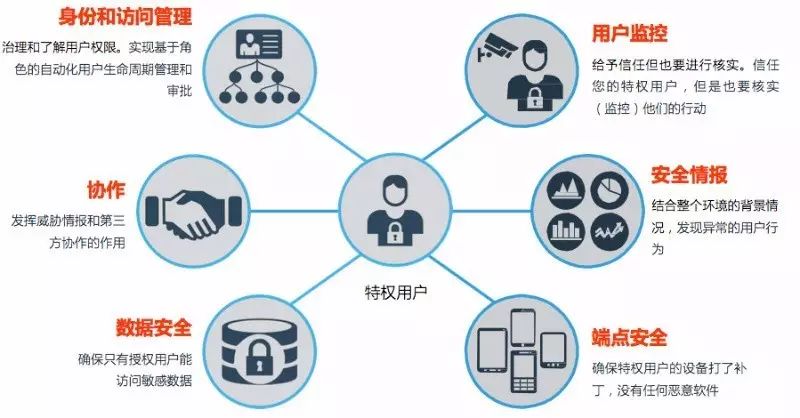 身份和访问管理
治理和了解用户权限。实现基于角
色的自动化用户生命周期管理和
审批
用户监控
给予信任但也要进行核实。信任
您的特权用户，但是也要核实
（监控）他们的行动
协作
发挥威胁情报和第三
方协作的作用
安全情报
结合整个环境的背景情
况，发现异常的用户行
为
特权用户
数据安全
确保只有授权用户能
访问敏感数据
端点安全
确保特权用户的设备打了补
丁，没有任何恶意软件